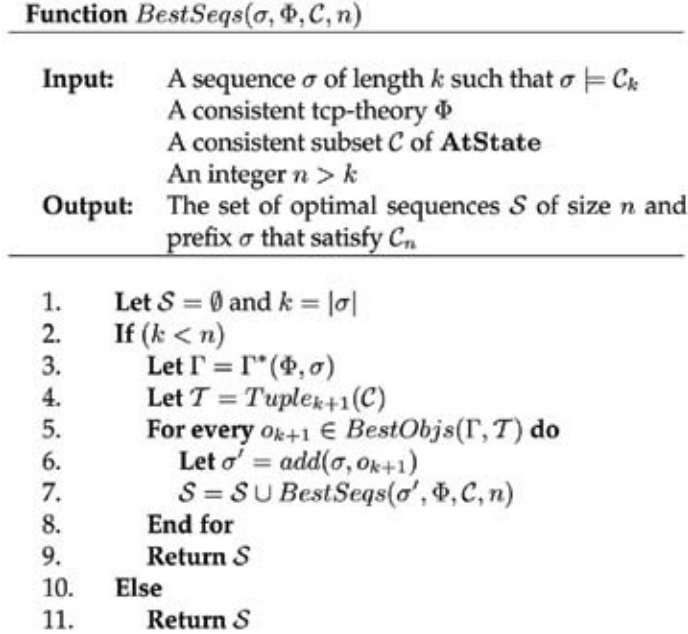 Function BestSeqs(σ, Φ, C, n)
Input: A sequence σ of length k such that σ ⊨ C_k
A consistent tcp-theory Φ
A consistent subset C of AtState
An integer n > k
Output: The set of optimal sequences S of size n and
prefix σ that satisfy C_n
1. Let S = ∅ and k = |σ|
2. If (k < n)
3. Let Γ = Γ*(Φ, σ)
4. Let T = Tuple_{k+1}(C)
5. For every o_{k+1} ∈ BestObjs(Γ, T) do
6. Let σ′ = add(σ, o_{k+1})
7. S = S ∪ BestSeqs(σ′, Φ, C, n)
8. End for
9. Return S
10. Else
11. Return S